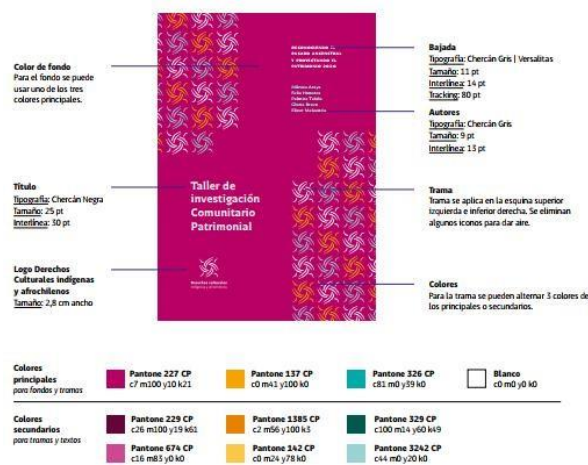 Color de fondo
Para el fondo se puede
usar uno de los tres
colores principales.
Título
Tipografía: Chercán Negra
Tamaño: 25 pt
Interlínea: 30 pt
Logo Derechos
Culturales indígenas
y afrochilenos
Tamaño: 2,8 cm ancho
Taller de
investigación
Comunitario
Patrimonial
Derechos culturales
Bajada
Tipografía: Chercán Gris | Versalitas
Tamaño: 11 pt
Interlínea: 14 pt
Tracking: 80 pt
Autores
Tipografía: Chercán Gris
Tamaño: 9 pt
Interlínea: 13 pt
Trama
Trama se aplica en la esquina superior
izquierda e inferior derecha. Se eliminan
algunos iconos para dar aire.
Colores
Para la trama se pueden alternar 3 colores de
los principales o secundarios.
Colores
principales
para fondos y tramas
Pantone 227 CP
c7 m100 y10 k21
Pantone 137 CP
c0 m41 y100 k0
Pantone 326 CP
c81 m0 y39 k0
Blanco
c0 m0 y0 k0
Colores
secundarios
para tramas y textos
Pantone 229 CP
c26 m100 y19 k61
Pantone 1385 CP
c2 m56 y100 k3
Pantone 329 CP
c100 m14 y60 k49
Pantone 674 CP
c16 m83 y0 k0
Pantone 142 CP
c0 m24 y78 k0
Pantone 3242 CP
c44 m0 y20 k0